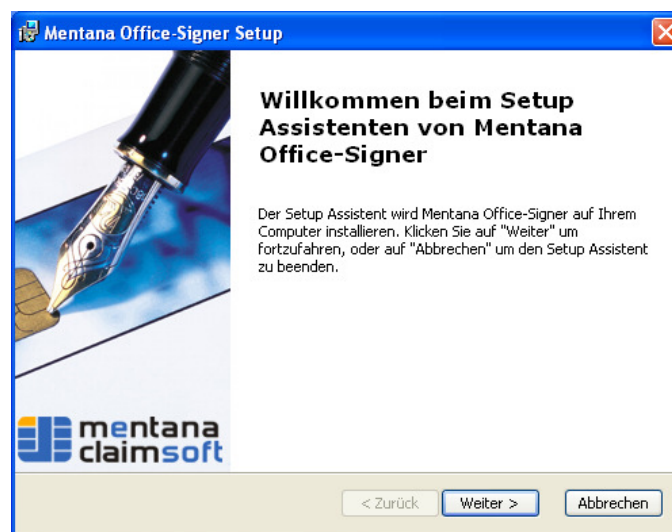 Mentana Office-Signer Setup
Willkommen beim Setup
Assistenten von Mentana
Office-Signer
Der Setup Assistent wird Mentana Office-Signer auf Ihrem
Computer installieren. Klicken Sie auf "Weiter" um
fortzufahren, oder auf "Abbrechen" um den Setup Assistent
zu beenden.
mentana
claimsoft
< Zurück
Weiter >
Abbrechen